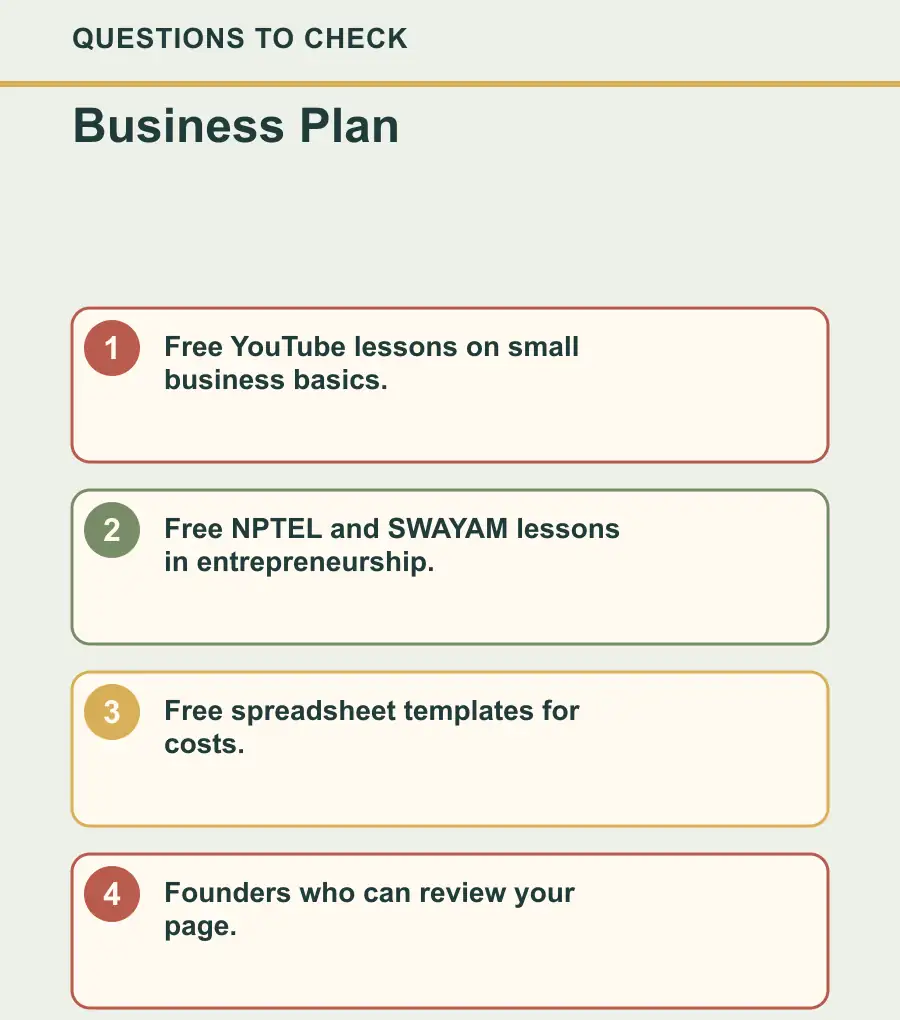 QUESTIONS TO CHECK
Business Plan
1
Free YouTube lessons on small
business basics.
2
Free NPTEL and SWAYAM lessons
in entrepreneurship.
3
Free spreadsheet templates for
costs.
4
Founders who can review your
page.